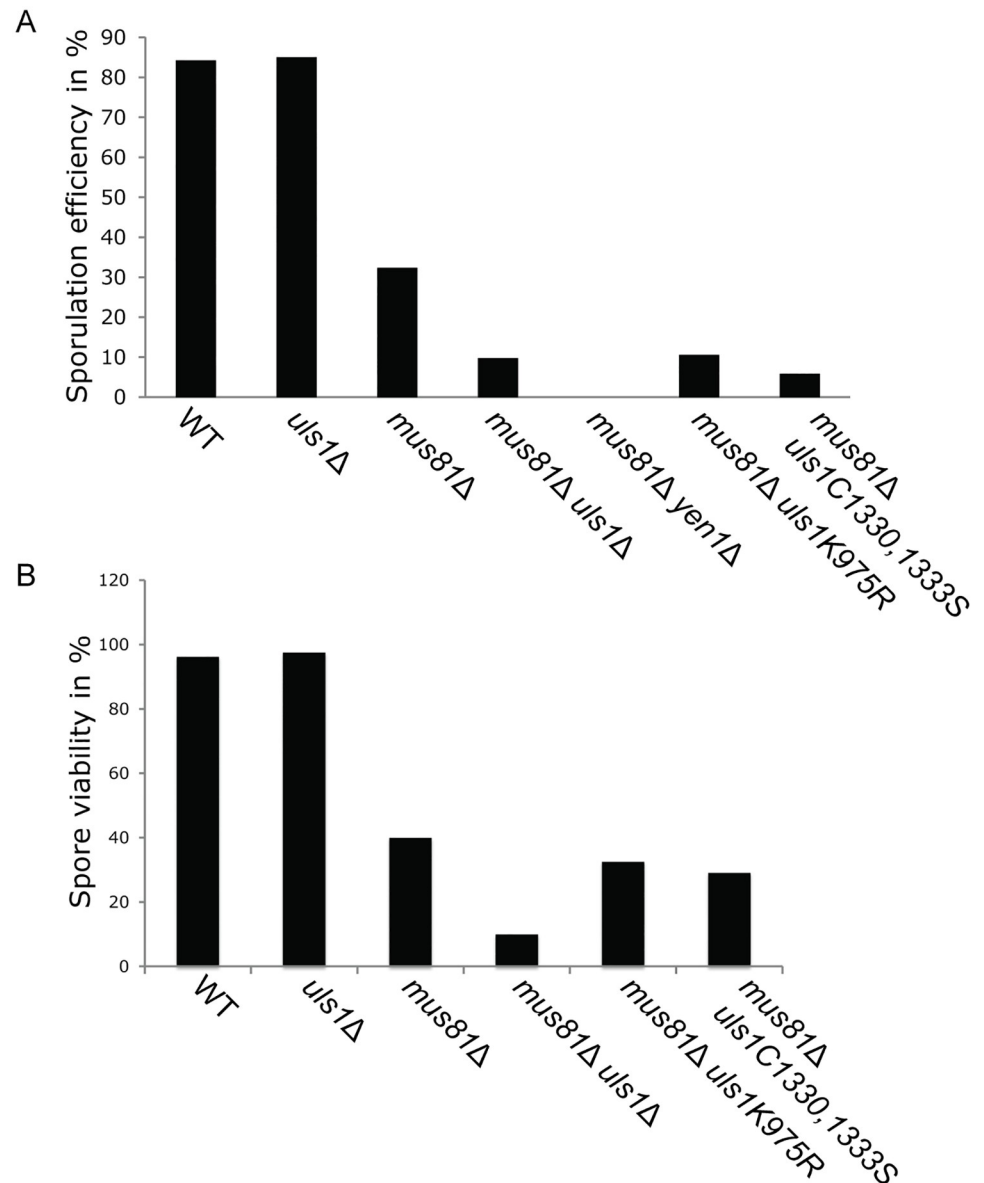 A
Sporulation efficiency in %
90
80
70
60
50
40
30
20
10
0
WT
uls1Δ
mus81Δ
mus81Δ uls1Δ
mus81Δ yen1Δ
mus81Δ uls1K975R
mus81Δ
uls1C1330,1333S
B
Spore viability in %
120
100
80
60
40
20
0
WT
uls1Δ
mus81Δ
mus81Δ uls1Δ
mus81Δ uls1K975R
mus81Δ
uls1C1330,1333S